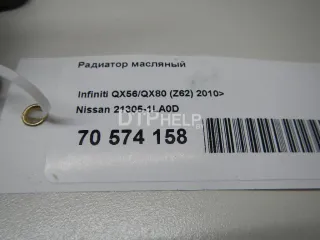 Радиатор масляный
Infiniti QX56/QX80 (Z62) 2010>
Nissan 21305-1LA0D
DTPHELP
70 574 158